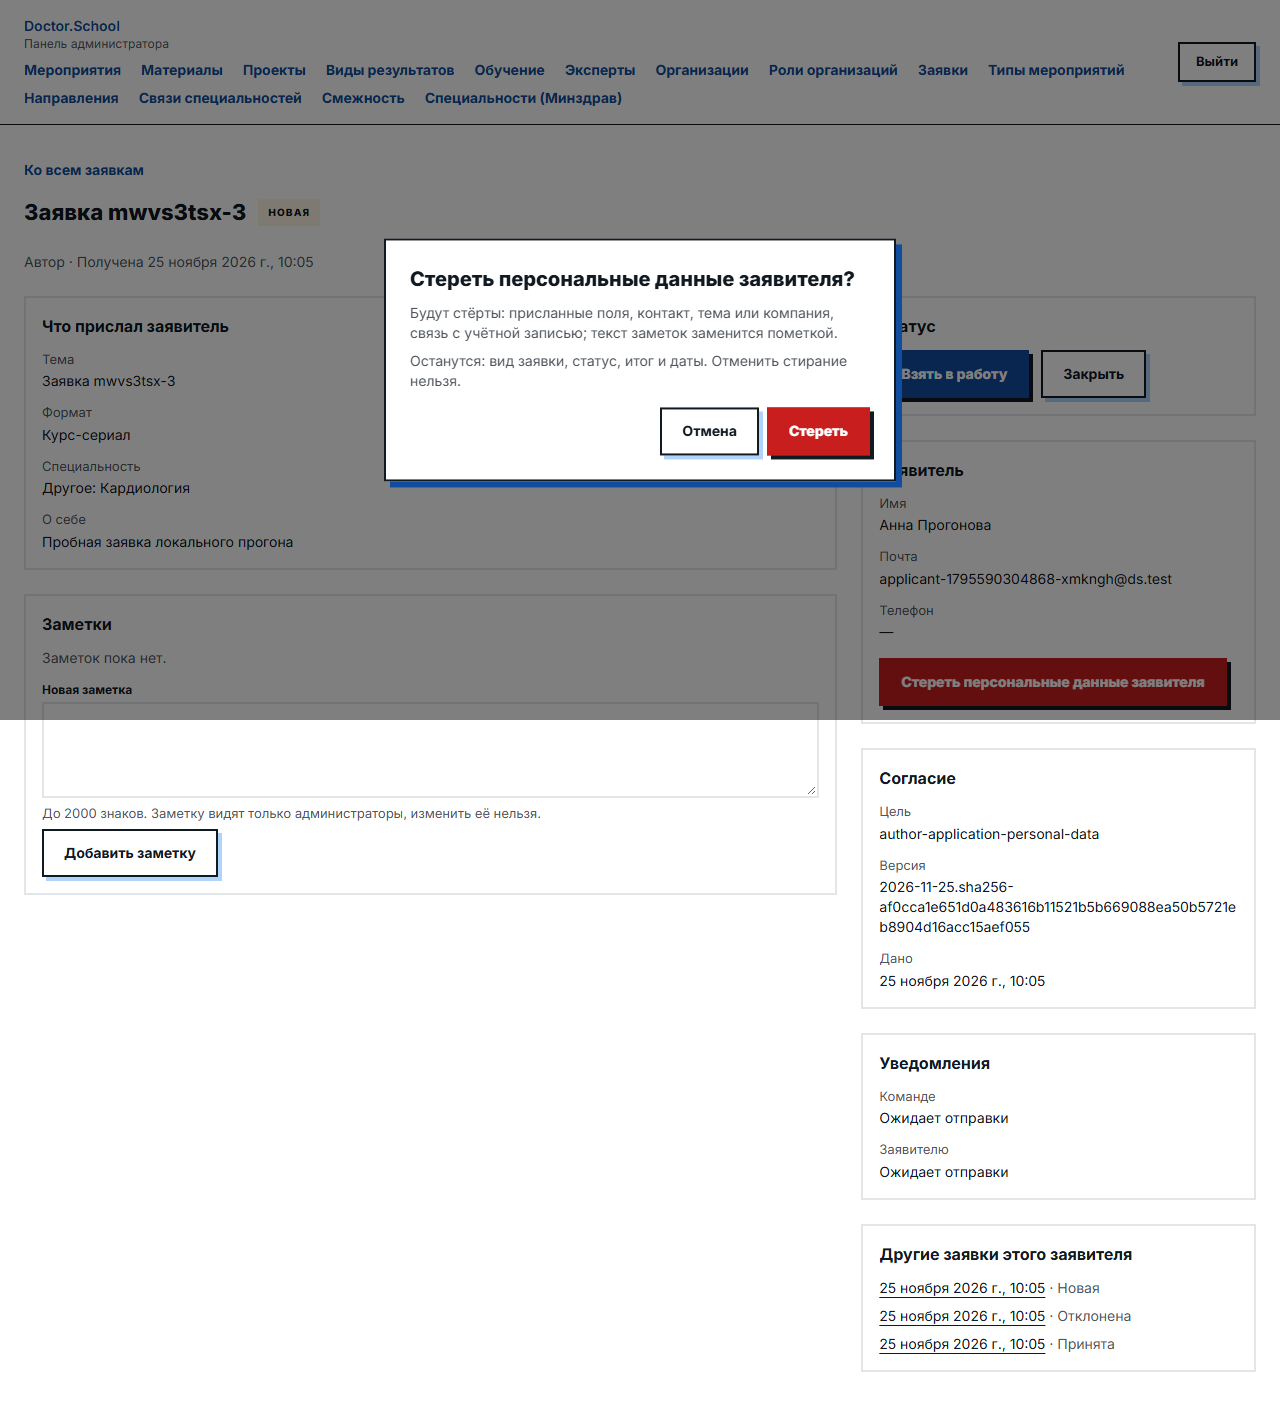 Doctor.School
Панель администратора
Мероприятия Материалы Проекты Виды результатов Обучение Эксперты Организации Роли организаций Заявки Типы мероприятий
Направления Связи специальностей Смежность Специальности (Минздрав)
Выйти
Ко всем заявкам
Заявка mwvs3tsx-3 НОВАЯ
Автор · Получена 25 ноября 2026 г., 10:05
Стереть персональные данные заявителя?
Будут стёрты: присланные поля, контакт, тема или компания,
связь с учётной записью; текст заметок заменится пометкой.
Останутся: вид заявки, статус, итог и даты. Отменить стирание
нельзя.
Отмена Стереть
Что прислал заявитель
Тема
Заявка mwvs3tsx-3
Формат
Курс-сериал
Специальность
Другое: Кардиология
О себе
Пробная заявка локального прогона
Заметки
Заметок пока нет.
Новая заметка
До 2000 знаков. Заметку видят только администраторы, изменить её нельзя.
Добавить заметку
атус
Взять в работу Закрыть
явитель
Имя
Анна Прогонова
Почта
applicant-1795590304868-xmkngh@ds.test
Телефон
—
Стереть персональные данные заявителя
Согласие
Цель
author-application-personal-data
Версия
2026-11-25.sha256-
af0cca1e651d0a483616b11521b5b669088ea50b5721e
b8904d16acc15aef055
Дано
25 ноября 2026 г., 10:05
Уведомления
Команде
Ожидает отправки
Заявителю
Ожидает отправки
Другие заявки этого заявителя
25 ноября 2026 г., 10:05 · Новая
25 ноября 2026 г., 10:05 · Отклонена
25 ноября 2026 г., 10:05 · Принята